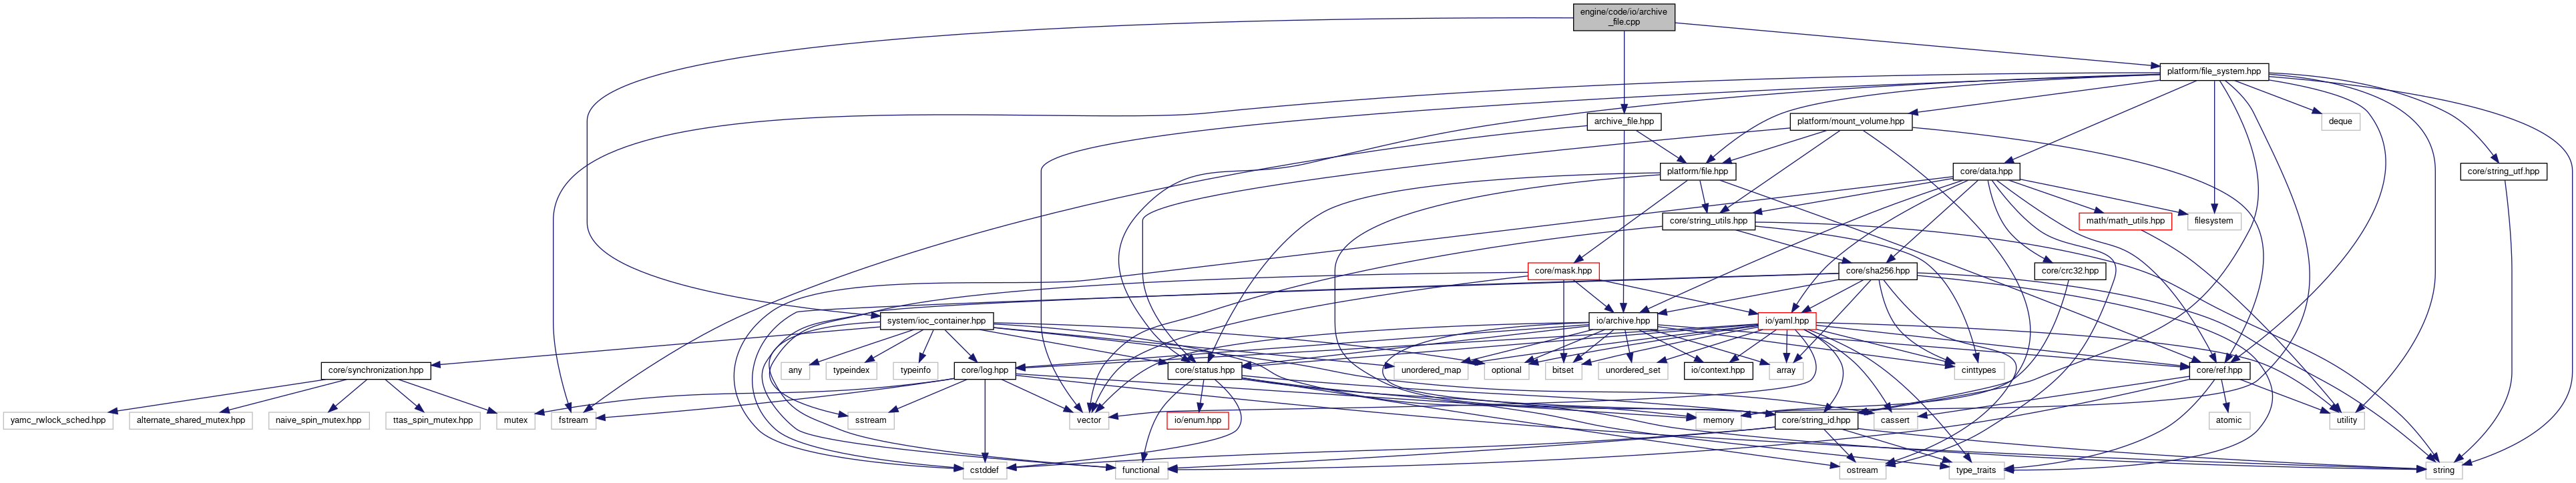 engine/code/io/archive
_file.cpp
platform/file_system.hpp
archive_file.hpp
platform/mount_volume.hpp
deque
platform/file.hpp
core/data.hpp
core/string_utf.hpp
core/string_utils.hpp
math/math_utils.hpp
filesystem
core/mask.hpp
core/sha256.hpp
core/crc32.hpp
system/ioc_container.hpp
io/archive.hpp
io/yaml.hpp
core/synchronization.hpp
any
typeindex
typeinfo
core/log.hpp
core/status.hpp
unordered_map
optional
bitset
unordered_set
io/context.hpp
array
cinttypes
core/ref.hpp
yamc_rwlock_sched.hpp
alternate_shared_mutex.hpp
naive_spin_mutex.hpp
ttas_spin_mutex.hpp
mutex
fstream
sstream
vector
io/enum.hpp
memory
core/string_id.hpp
cassert
atomic
utility
cstddef
functional
ostream
type_traits
string